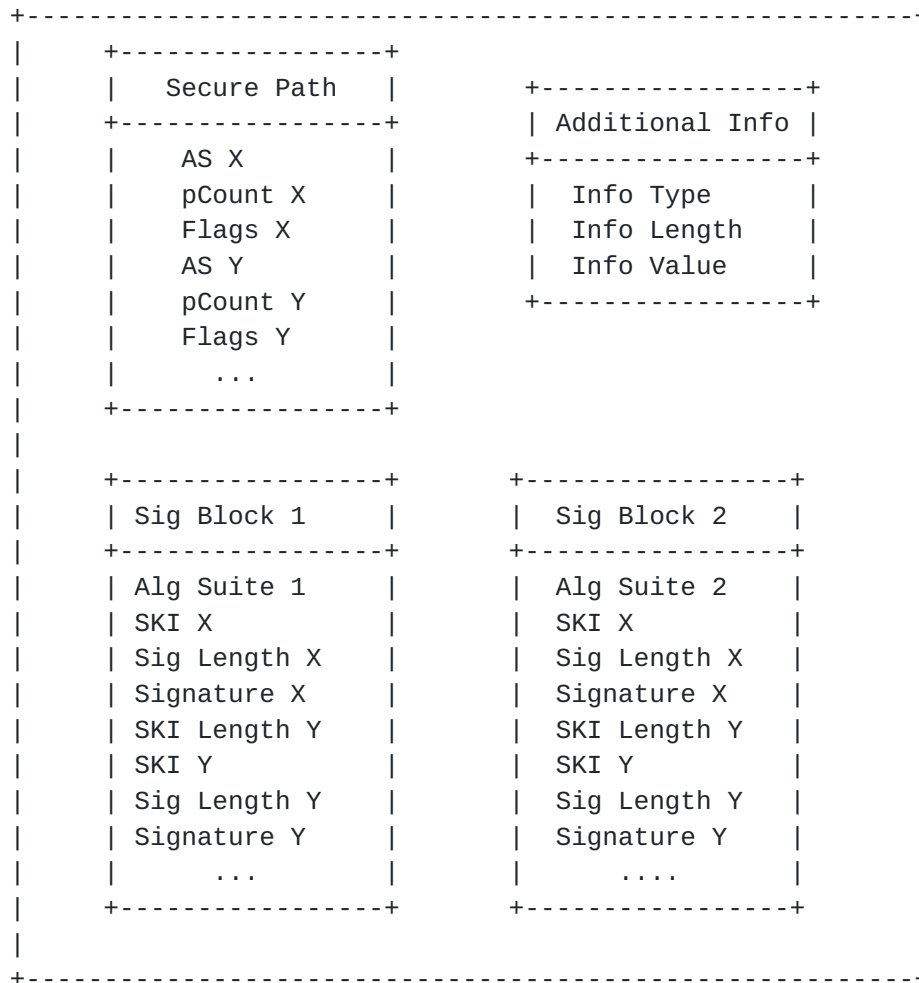 Secure Path
AS X
pCount X
Flags X
AS Y
pCount Y
Flags Y
...
Additional Info
Info Type
Info Length
Info Value
Sig Block 1
Alg Suite 1
SKI X
Sig Length X
Signature X
SKI Length Y
SKI Y
Sig Length Y
Signature Y
...
Sig Block 2
Alg Suite 2
SKI X
Sig Length X
Signature X
SKI Length Y
SKI Y
Sig Length Y
Signature Y
....